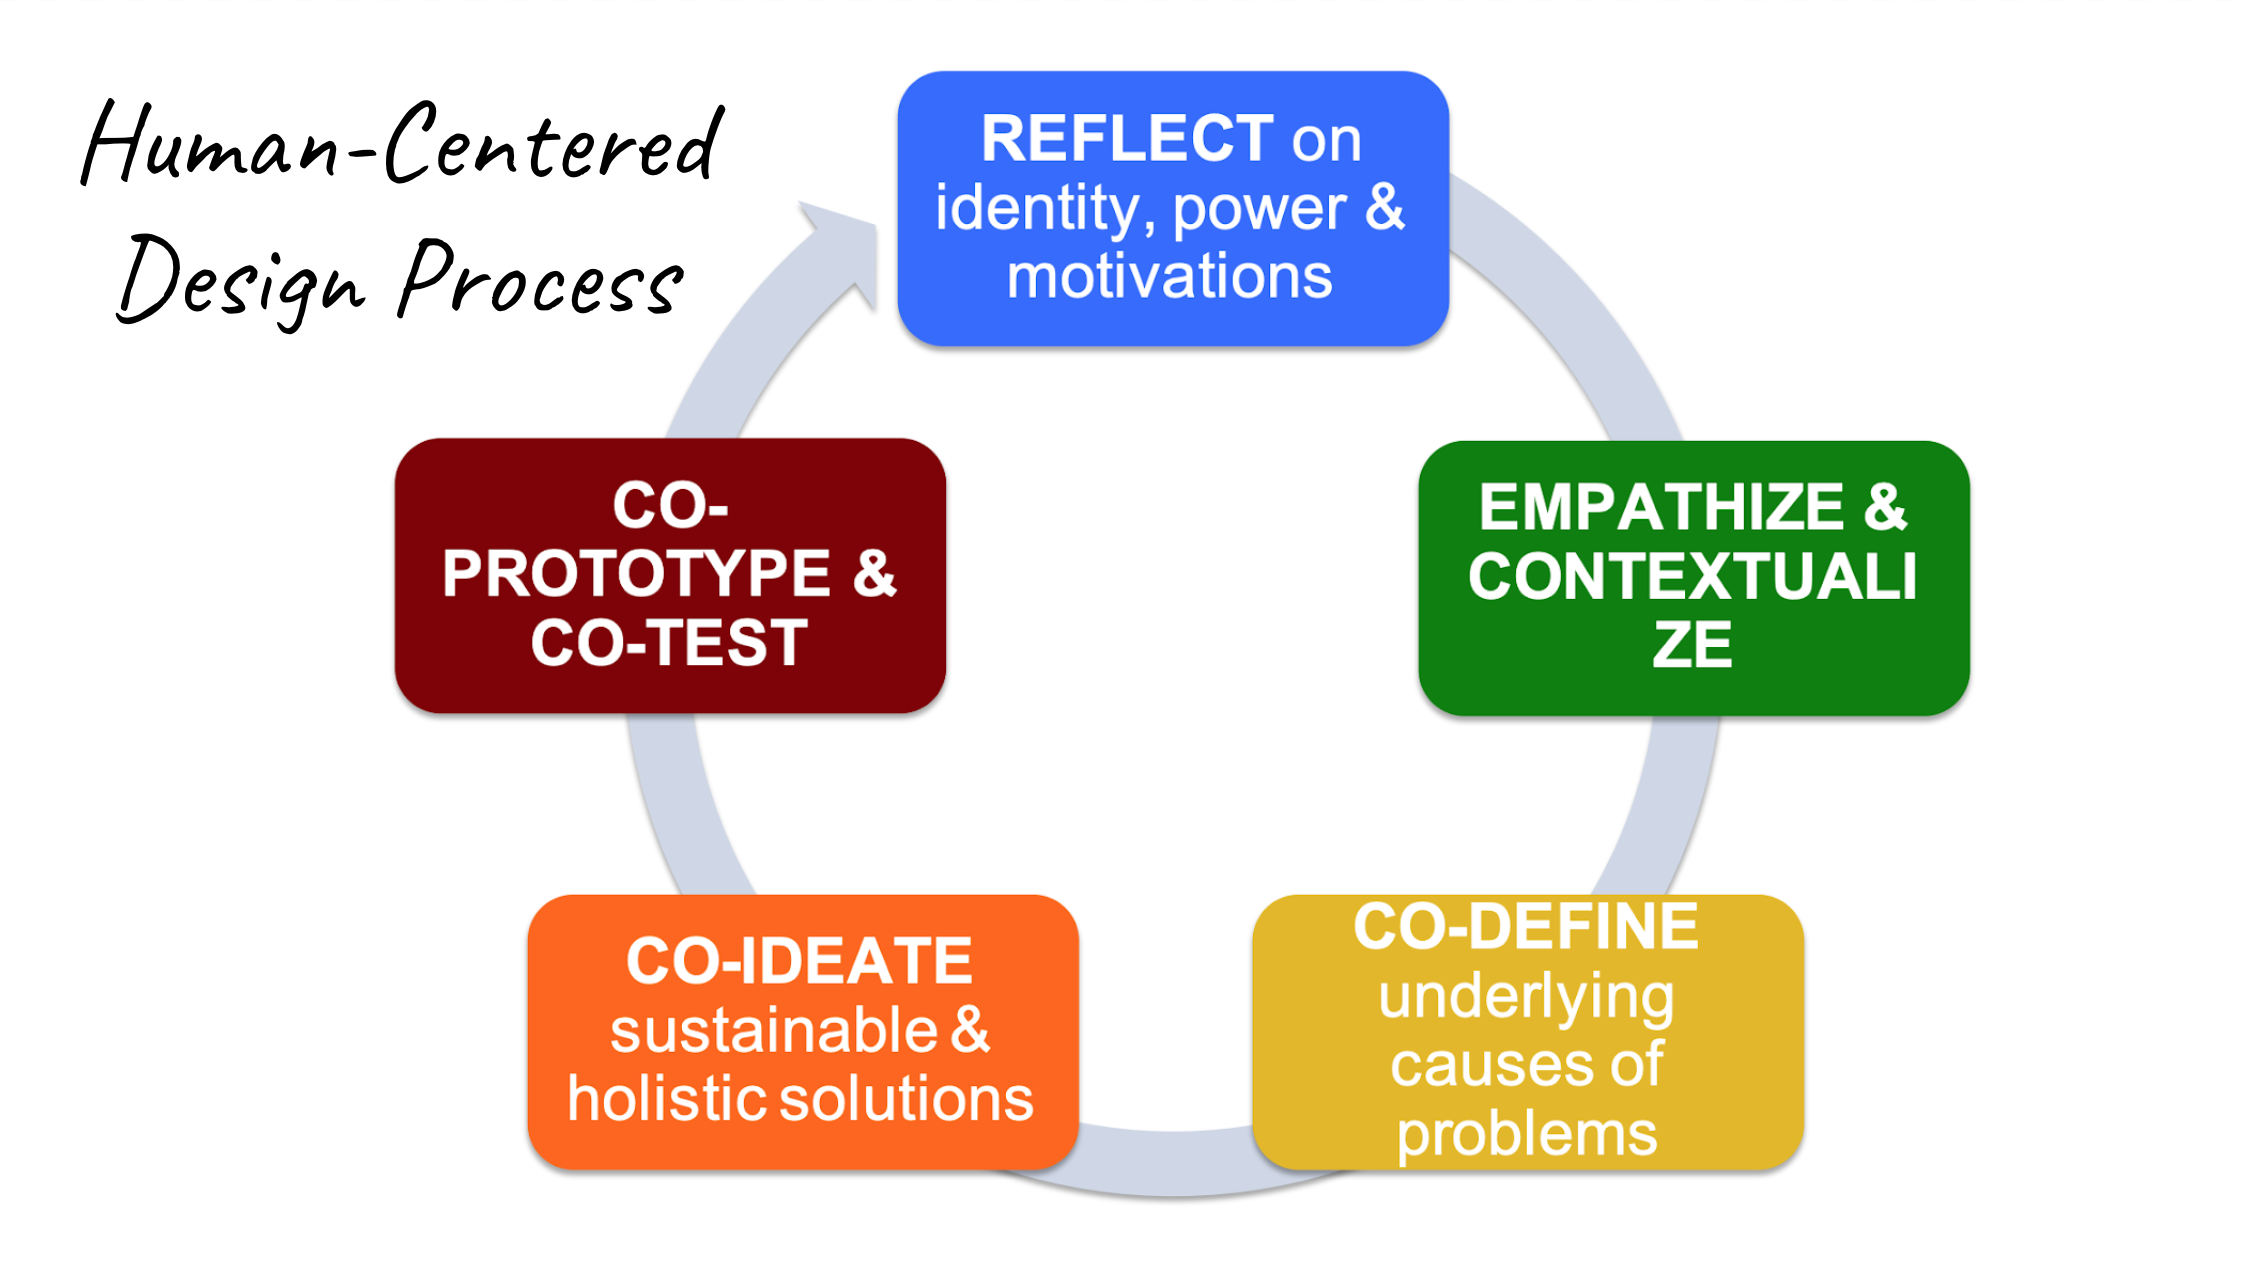 Human-Centered
Design Process
REFLECT on
identity, power &
motivations
EMPATHIZE &
CONTEXTUALI
ZE
CO-DEFINE
underlying
causes of
problems
CO-IDEATE
sustainable &
holistic solutions
CO-
PROTOTYPE &
CO-TEST